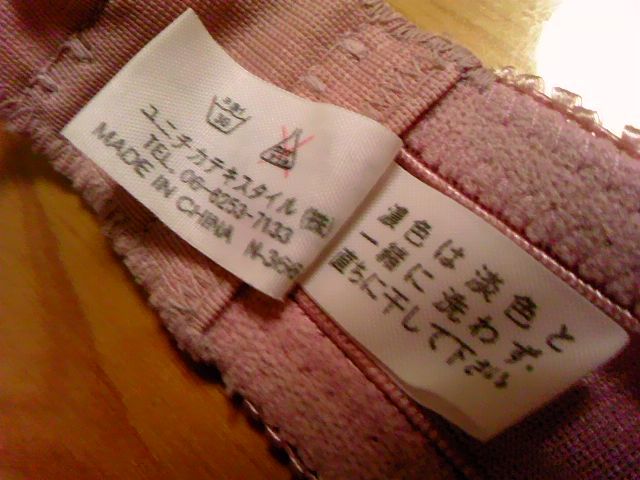 30
ユニチカテキスタイル (株)
TEL 06-6253-7133
MADE IN CHINA
濃色は淡色と
一緒に洗わず、
直ちに干して下さい